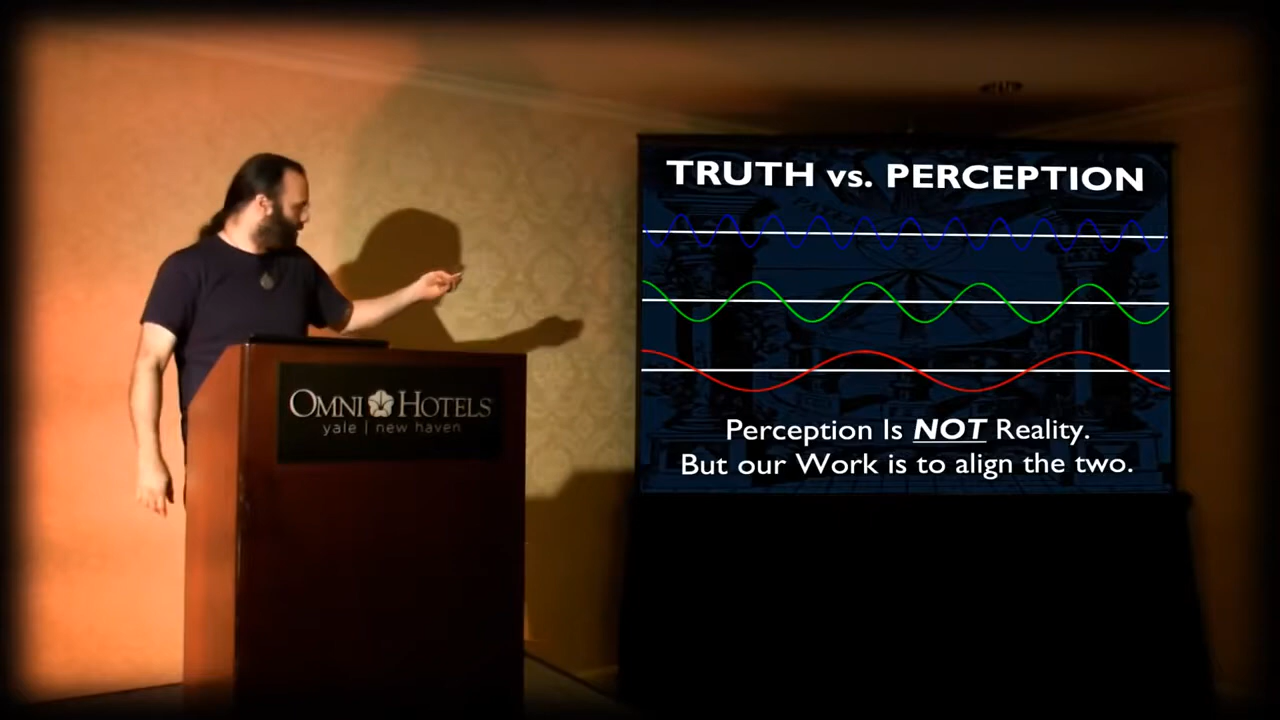 TRUTH vs. PERCEPTION
OMNI HOTELS
yale | new haven
Perception Is NOT Reality.
But our Work is to align the two.